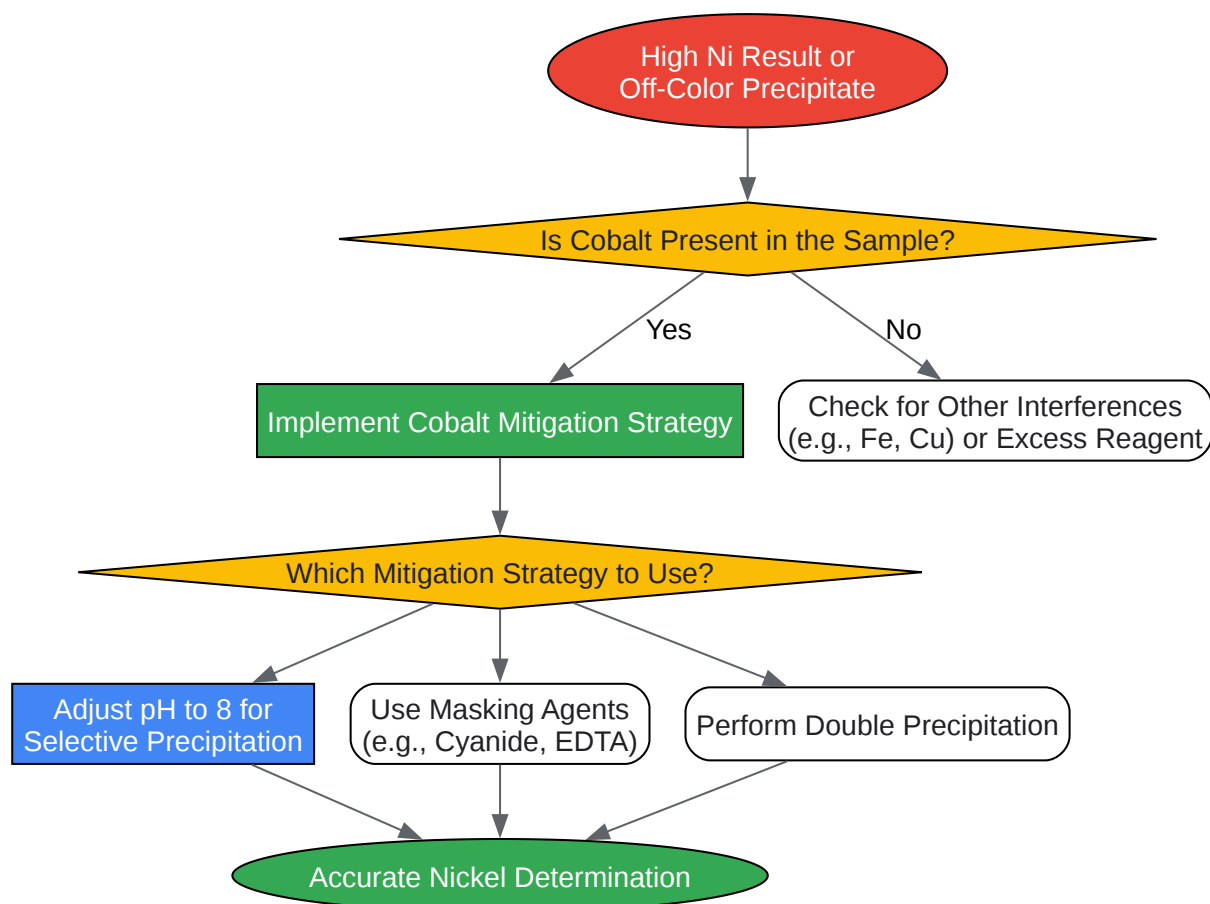 High Ni Result or
Off-Color Precipitate
Is Cobalt Present in the Sample?
Yes
No
Implement Cobalt Mitigation Strategy
Check for Other Interferences
(e.g., Fe, Cu) or Excess Reagent
Which Mitigation Strategy to Use?
Adjust pH to 8 for
Selective Precipitation
Use Masking Agents
(e.g., Cyanide, EDTA)
Perform Double Precipitation
Accurate Nickel Determination